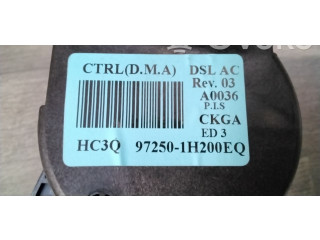 CTRL(D.M.A) DSL AC
Rev. 03
A0036
P.I.S
CKGA
ED 3
HC3Q 97250-1H200EQ